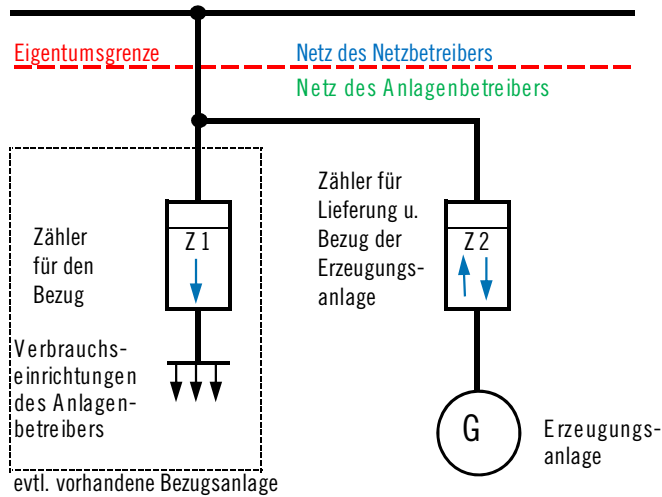 Eigentumsgrenze
Netz des Netzbetreibers
Netz des Anlagenbetreibers
Zähler
für den
Bezug
Z 1
Zähler für
Lieferung u.
Bezug der
Erzeugungs-
anlage
Z 2
Verbrauchs-
einrichtungen
des Anlagen-
betreibers
G
Erzeugungs-
anlage
evtl. vorhandene Bezugsanlage